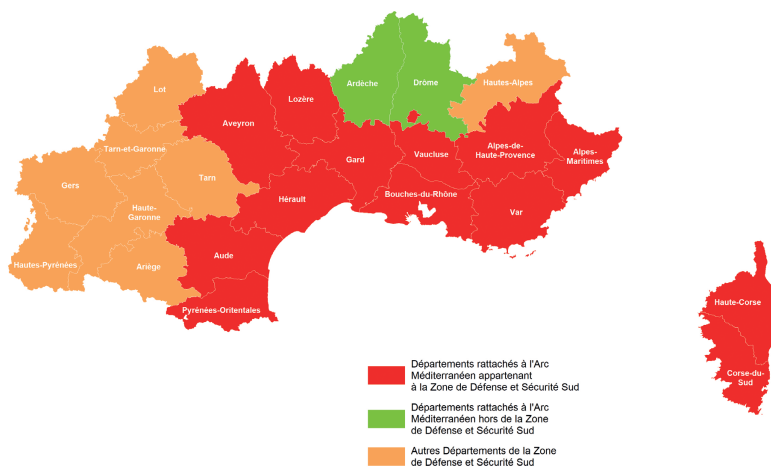 Lot
Aveyron
Lozère
Ardèche
Drôme
Hautes-Alpes
Tarn-et-Garonne
Gard
Vaucluse
Alpes-de-
Haute-Provence
Alpes-
Maritimes
Gers
Tarn
Hérault
Bouches-du-Rhône
Var
Haute-
Garonne
Hautes-Pyrénées
Ariège
Aude
Pyrénées-Oritentales
Haute-Corse
Corse-du-
Sud
Départements rattachés à l'Arc
Méditerranéen appartenant
à la Zone de Défense et Sécurité Sud
Départements rattachés à l'Arc
Méditerranéen hors de la Zone
de Défense et Sécurité Sud
Autres Départements de la Zone
de Défense et Sécurité Sud